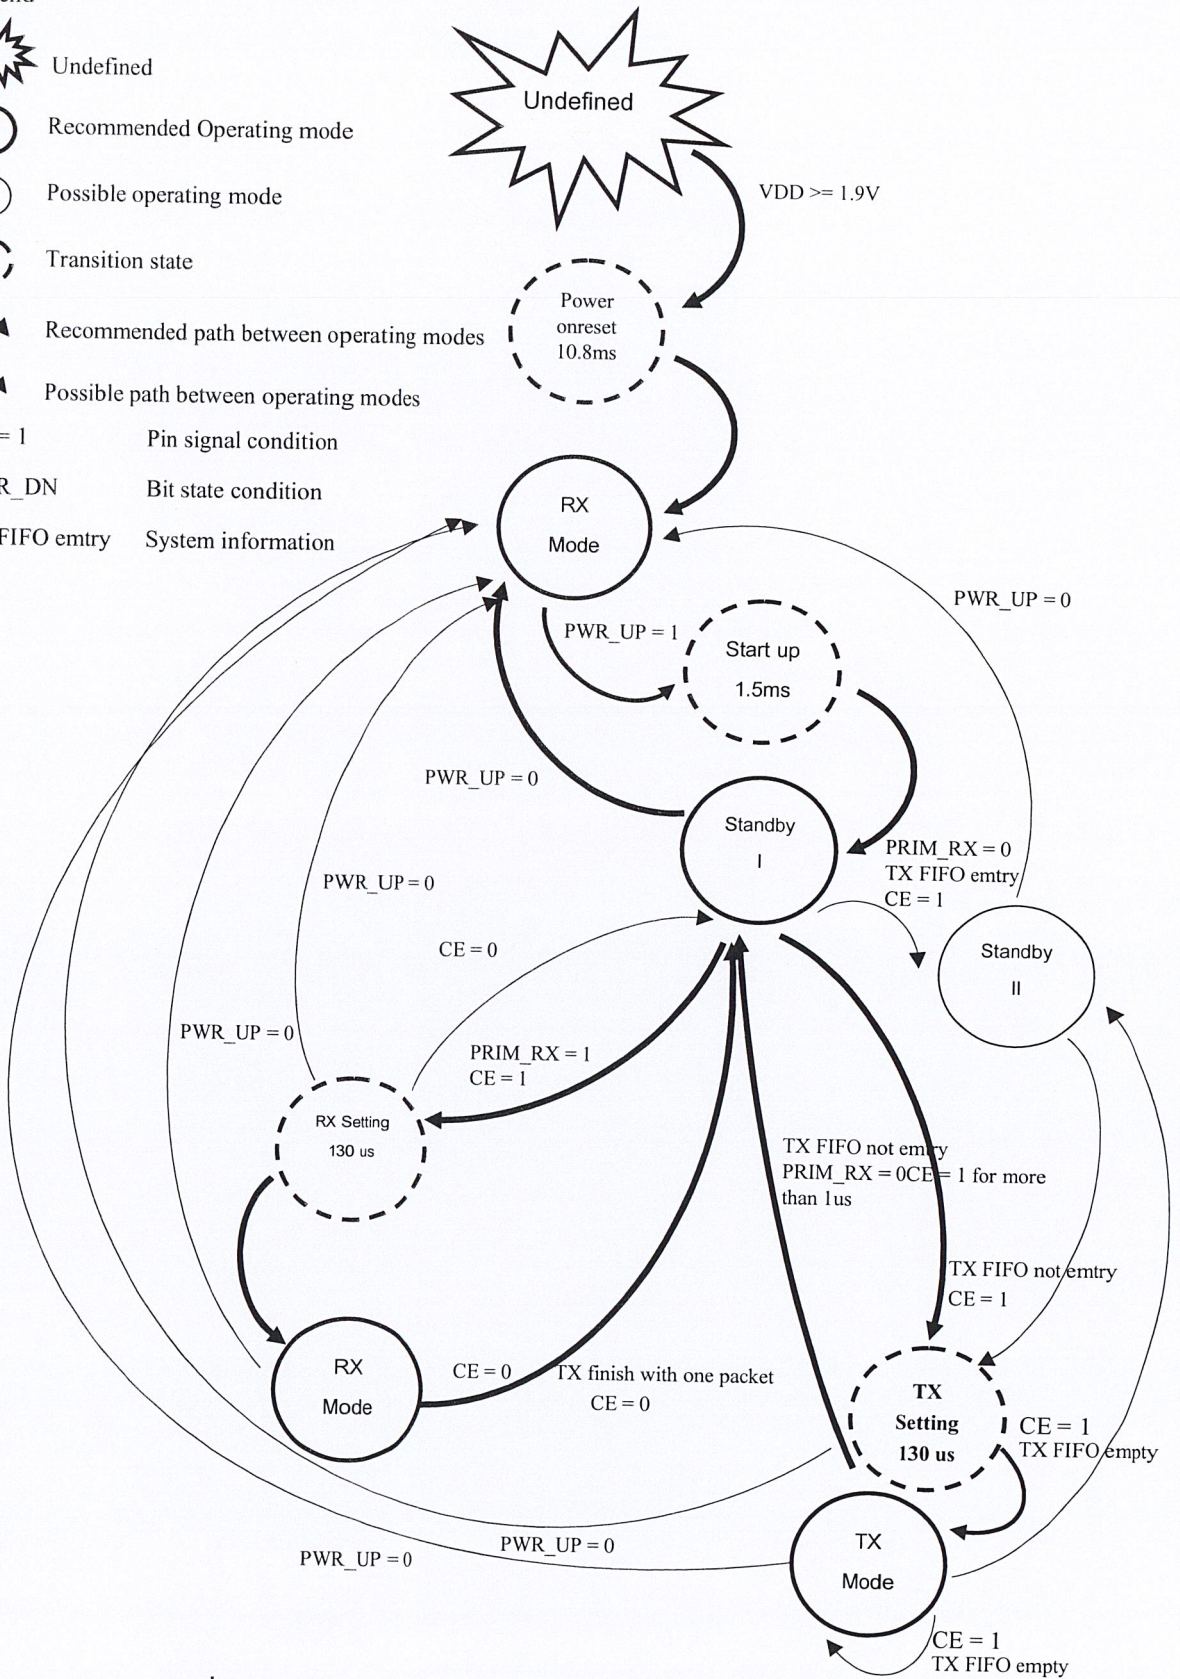 Undefined
Recommended Operating mode
Possible operating mode
Transition state
Recommended path between operating modes
Possible path between operating modes
= 1 Pin signal condition
R_DN Bit state condition
FIFO emtry System information
Undefined
VDD >= 1.9V
Power
onreset
10.8ms
RX
Mode
PWR_UP = 0
PWR_UP = 1
Start up
1.5ms
PWR_UP = 0
Standby
I
PRIM_RX = 0
TX FIFO emtry
CE = 1
PWR_UP = 0
CE = 0
Standby
II
PWR_UP = 0
PRIM_RX = 1
CE = 1
RX Setting
130 us
TX FIFO not emtry
PRIM_RX = 0CE = 1 for more
than 1us
TX FIFO not emtry
CE = 1
RX
Mode
CE = 0
TX finish with one packet
CE = 0
TX
Setting
130 us
CE = 1
TX FIFO empty
PWR_UP = 0
PWR_UP = 0
TX
Mode
CE = 1
TX FIFO empty